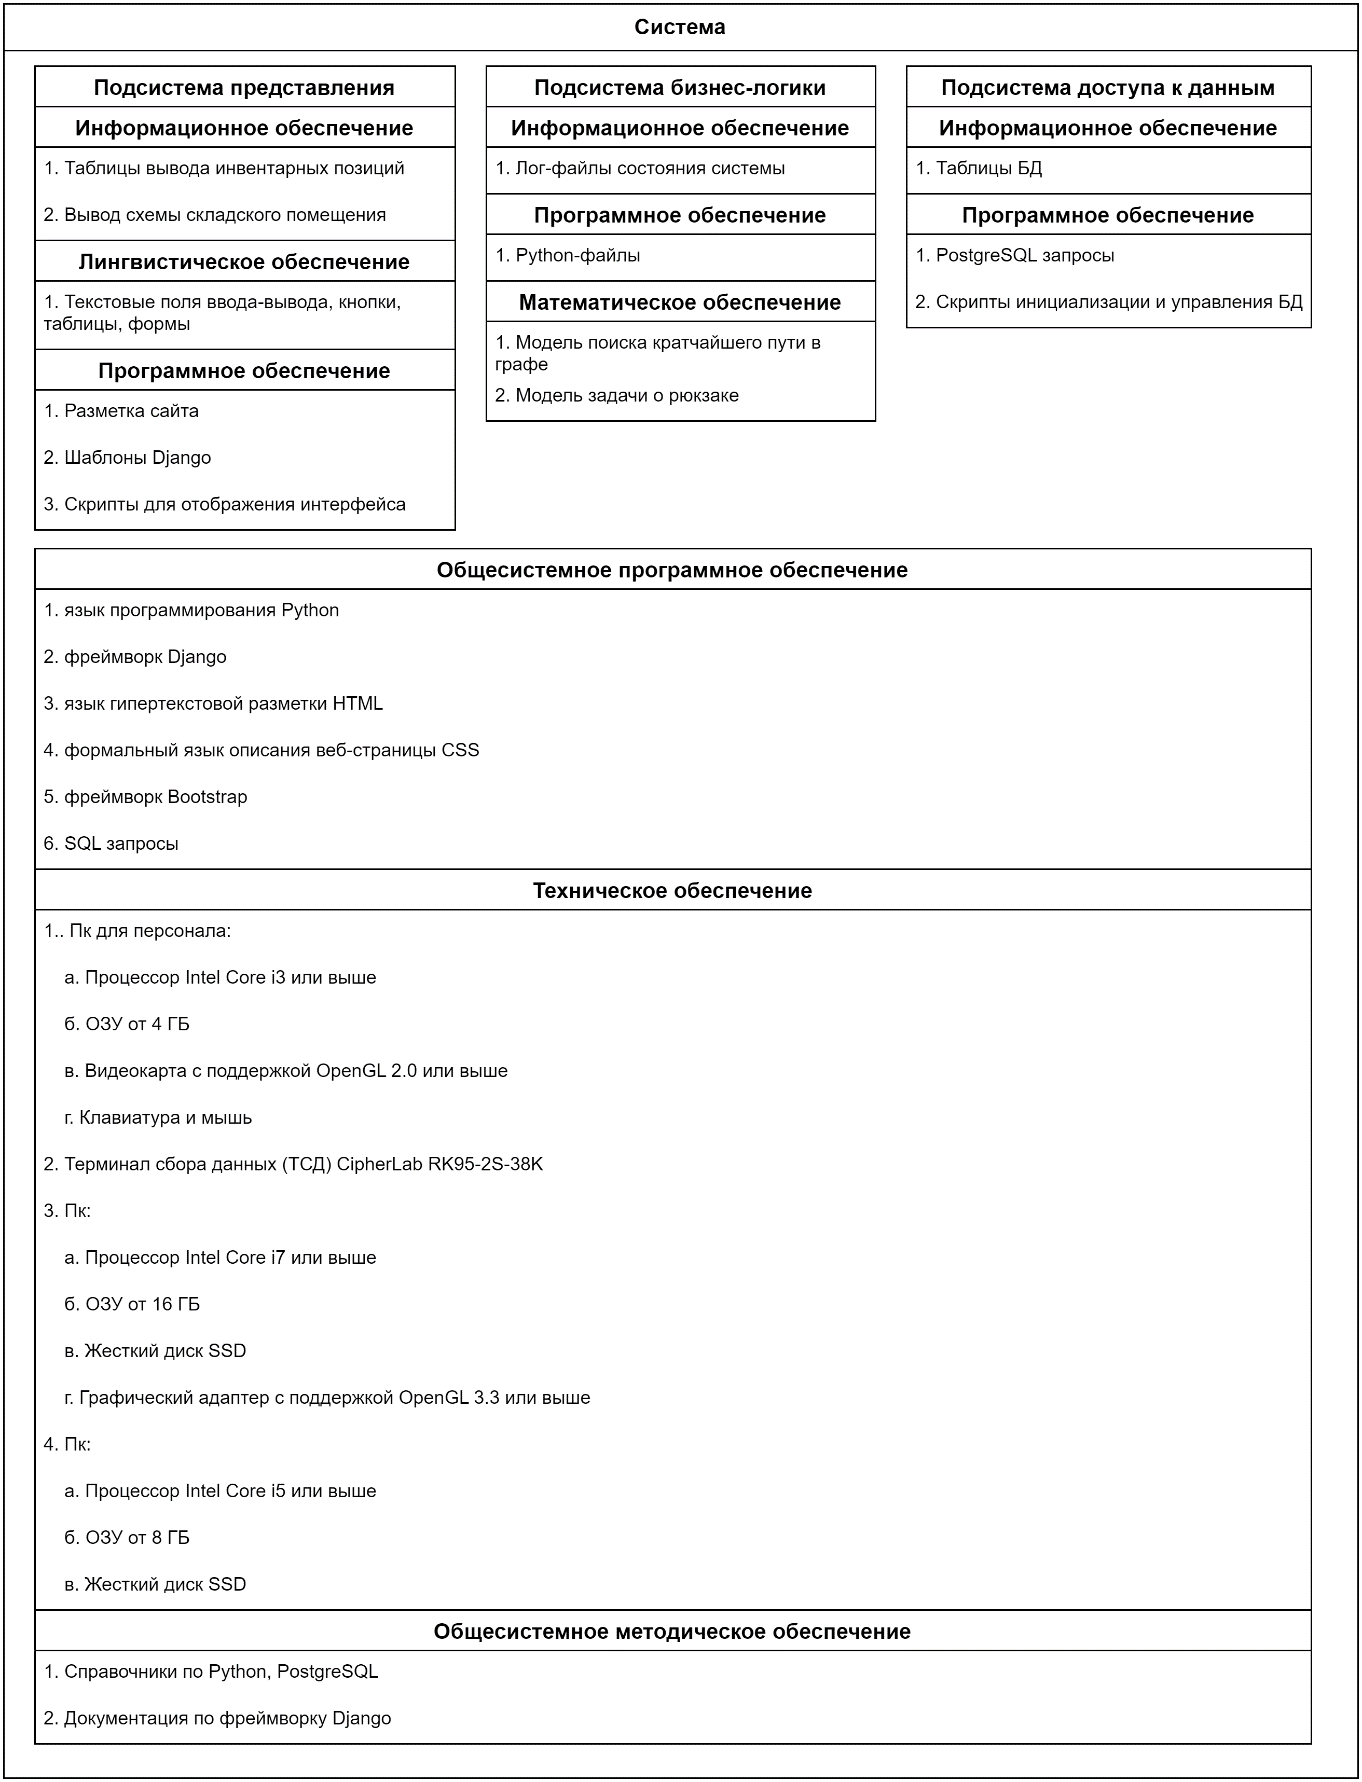 Система
Подсистема представления
Информационное обеспечение
1. Таблицы вывода инвентарных позиций
2. Вывод схемы складского помещения
Лингвистическое обеспечение
1. Текстовые поля ввода-вывода, кнопки,
таблицы, формы
Программное обеспечение
1. Разметка сайта
2. Шаблоны Django
3. Скрипты для отображения интерфейса
Подсистема бизнес-логики
Информационное обеспечение
1. Лог-файлы состояния системы
Программное обеспечение
1. Python-файлы
Математическое обеспечение
1. Модель поиска кратчайшего пути в
графе
2. Модель задачи о рюкзаке
Подсистема доступа к данным
Информационное обеспечение
1. Таблицы БД
Программное обеспечение
1. PostgreSQL запросы
2. Скрипты инициализации и управления БД
Общесистемное программное обеспечение
1. язык программирования Python
2. фреймворк Django
3. язык гипертекстовой разметки HTML
4. формальный язык описания веб-страницы CSS
5. фреймворк Bootstrap
6. SQL запросы
Техническое обеспечение
1.. Пк для персонала:
а. Процессор Intel Core i3 или выше
б. ОЗУ от 4 ГБ
в. Видеокарта с поддержкой OpenGL 2.0 или выше
г. Клавиатура и мышь
2. Терминал сбора данных (ТСД) CipherLab RK95-2S-38K
3. Пк:
а. Процессор Intel Core i7 или выше
б. ОЗУ от 16 ГБ
в. Жесткий диск SSD
г. Графический адаптер с поддержкой OpenGL 3.3 или выше
4. Пк:
а. Процессор Intel Core i5 или выше
б. ОЗУ от 8 ГБ
в. Жесткий диск SSD
Общесистемное методическое обеспечение
1. Справочники по Python, PostgreSQL
2. Документация по фреймворку Django